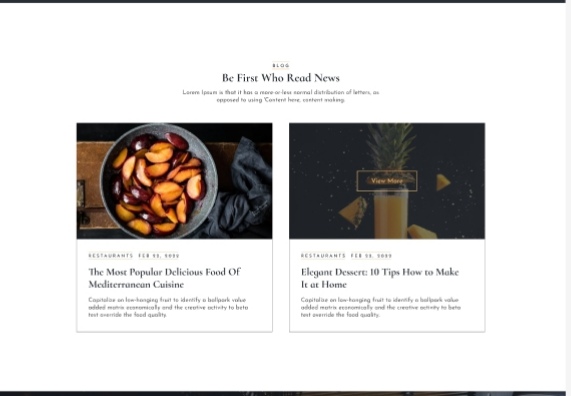 BLOG
Be First Who Read News
Lorem Ipsum is that it has a more-or-less normal distribution of letters, as
opposed to using 'Content here, content making.
View More
RESTAURANTS FEB
The Most Popular Delicious Food Of
Mediterranean Cuisine
Capitalize on low-hanging fruit to identify a ballpark value
added matrix economically and the creative activity to beta
test override the food quality.
RESTAURANTS FEB
Elegant Dessert: 10 Tips How to Make
It at Home
Capitalize on low-hanging fruit to identify a ballpark value
added matrix economically and the creative activity to beta
test override the food quality.